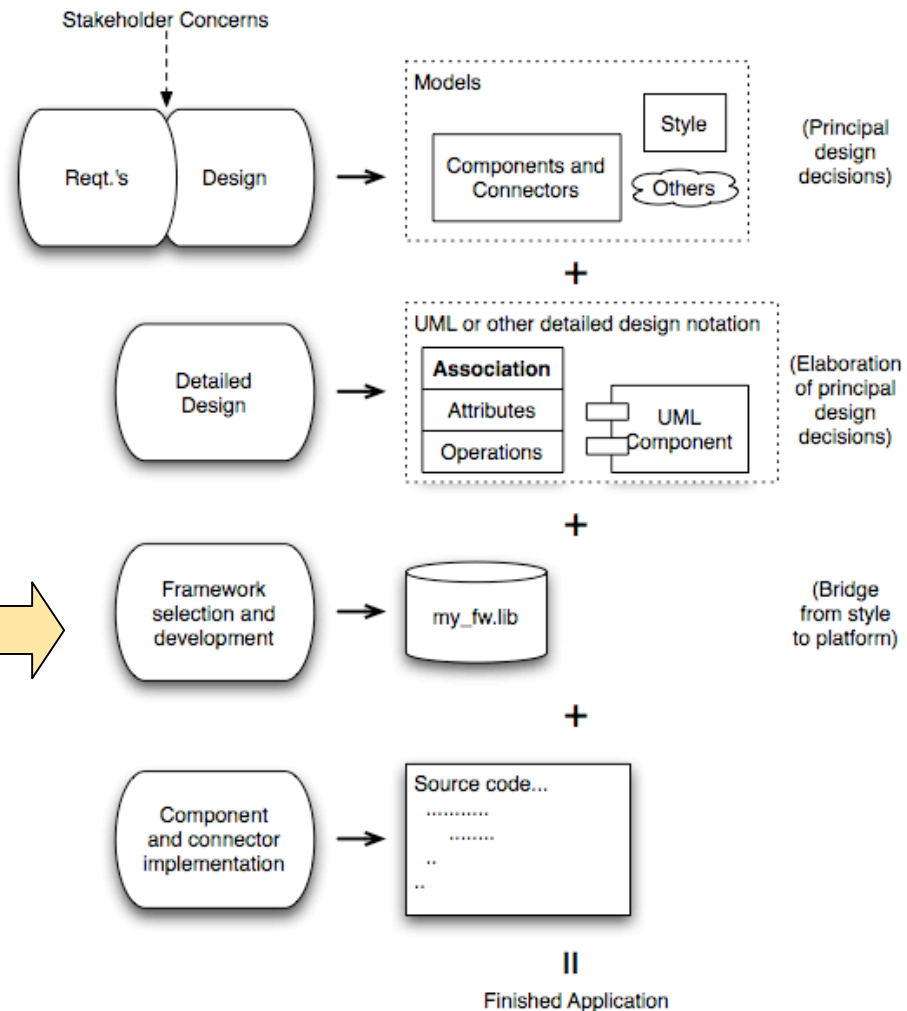 Stakeholder Concerns
Models
Style
(Principal
design
decisions)
Reqt.'s
Design
Components and
Connectors
Others
+
UML or other detailed design notation
Detailed
Design
Association
Attributes
Operations
UML
Component
(Elaboration
of principal
design
decisions)
+
Framework
selection and
development
my_fw.lib
(Bridge
from style
to platform)
+
Component
and connector
implementation
Source code...
...........
........
..
..
=
Finished Application